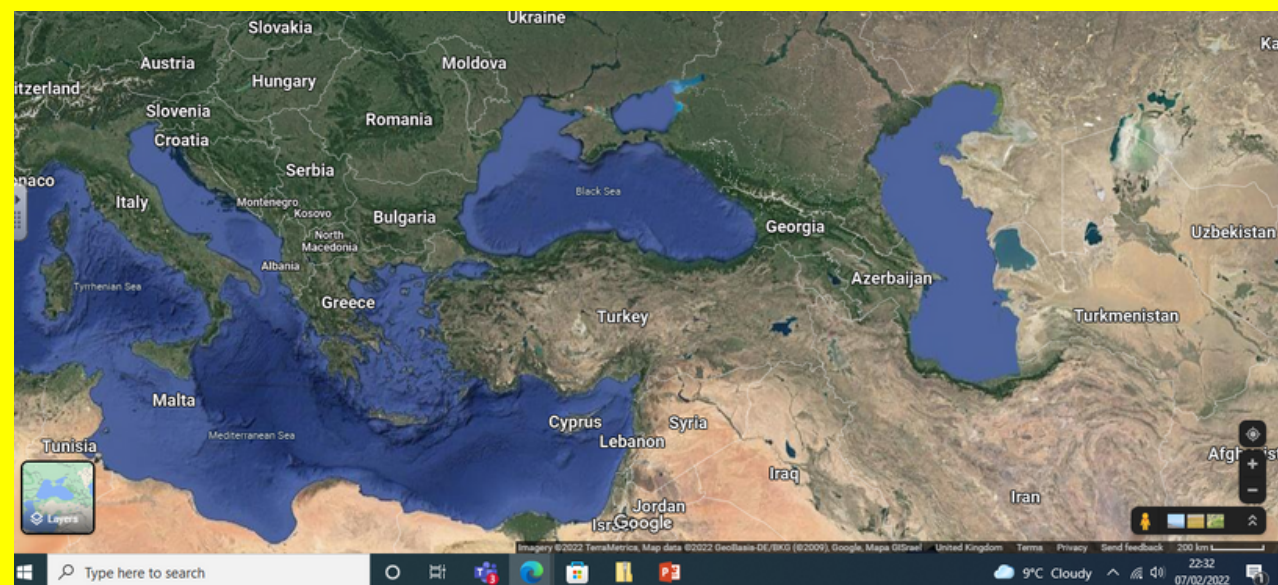 Ukraine
Slovakia
Ka
Austria
Moldova
itzerland
Hungary
Slovenia
Romania
Croatia
Serbia
onaco
Black Sea
Italy
Montenegro
Kosovo
Bulgaria
Georgia
Uzbekistan
North
Macedonia
Albania
Azerbaijan
Tyrrhenian Sea
Greece
Turkey
Turkmenistan
Malta
Cyprus
Syria
Mediterranean Sea
Lebanon
Tunisia
Iraq
Iran
Jordan
Layers
Google
Imagery ©2022 TerraMetrics, Map data ©2022 GeoBasis-DE/BKG (©2009), Google, Mapa GISrael United Kingdom Terms Privacy Send feedback 200 km
Type here to search
3
9°C Cloudy
22:32
07/02/2022